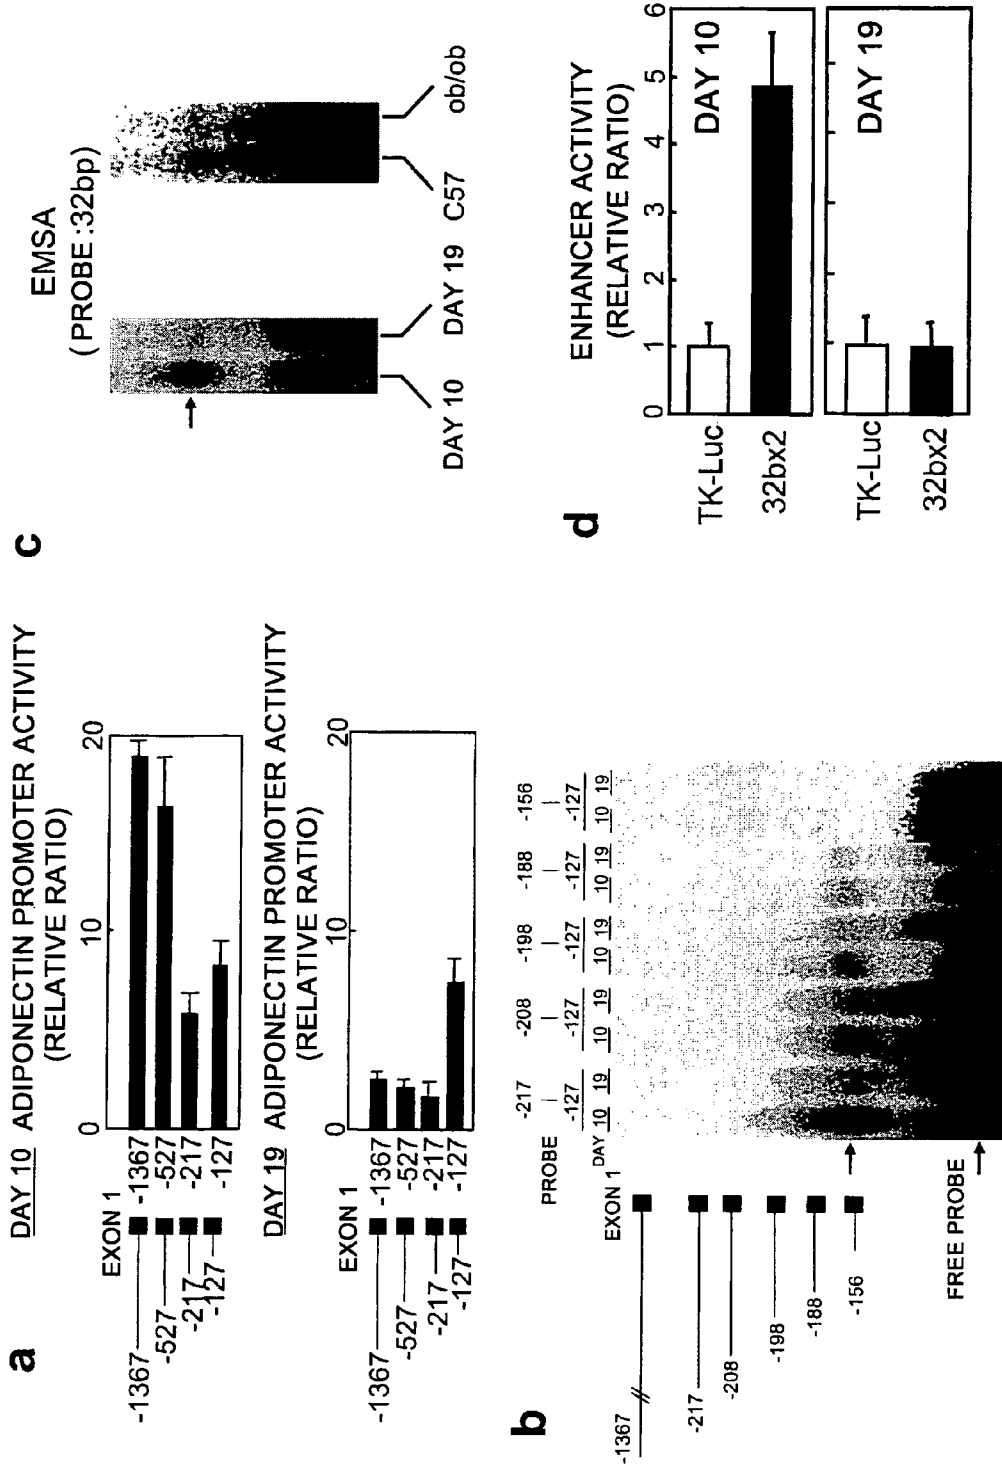 a
DAY 10 ADIPONECTIN PROMOTER ACTIVITY
(RELATIVE RATIO)
0 10 20
EXON 1
-1367 -1367
-527 -527
-217 -217
-127 -127
DAY 19 ADIPONECTIN PROMOTER ACTIVITY
(RELATIVE RATIO)
0 10 20
EXON 1
-1367 -1367
-527 -527
-217 -217
-127 -127
b
PROBE -217 -208 -198 -188 -156
-127 -127 -127 -127 -127
EXON 1 DAY 10 19 10 19 10 19 10 19 10 19
-1367
-217
-208
-198
-188
-156
FREE PROBE
c
EMSA
( PROBE :32bp)
DAY 10 DAY 19 C57 ob/ob
d
ENHANCER ACTIVITY
(RELATIVE RATIO)
0 1 2 3 4 5 6
TK-Luc
32bx2
DAY 10
TK-Luc
32bx2
DAY 19